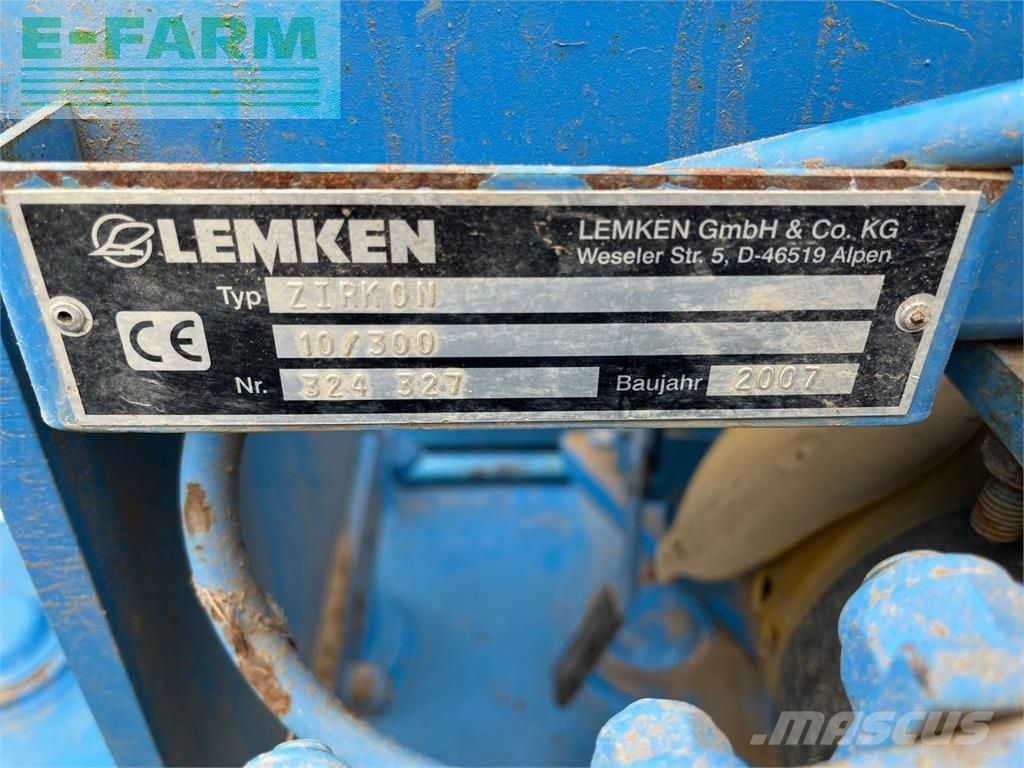 E-FARM
LEMKEN
LEMKEN GmbH & Co. KG
Weseler Str. 5, D-46519 Alpen
Typ ZIRKON
10/300
CE
Nr. 324 327
Baujahr 2007
MASCUS